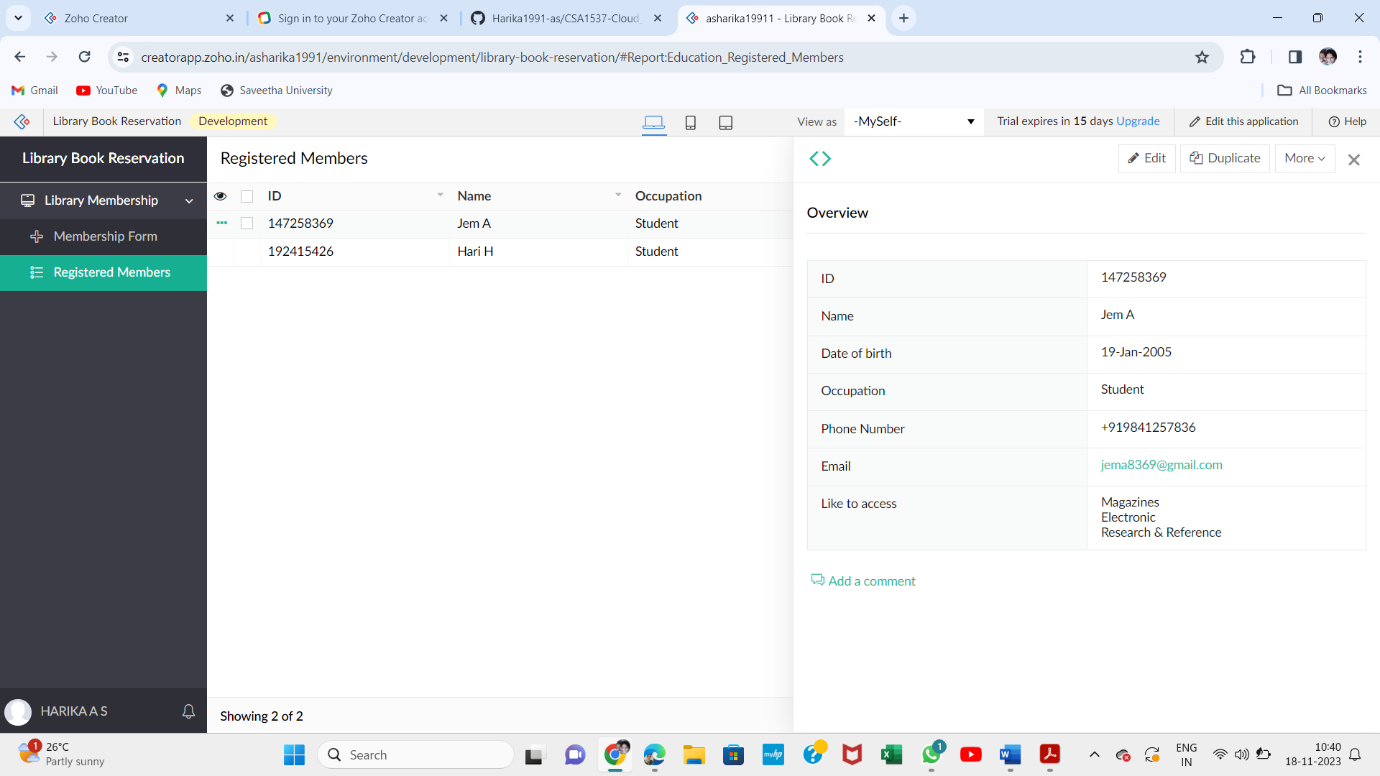 Zoho Creator
Sign in to your Zoho Creator ac
Harika1991-as/CSA1537-Cloud
asharika19911 - Library Book Re
creatorapp.zoho.in/asharika1991/environment/development/library-book-reservation/#Report:Education_Registered_Members
Gmail YouTube Maps Saveetha University All Bookmarks
Library Book Reservation Development View as -MySelf- Trial expires in 15 days Upgrade Edit this application Help
Library Book Reservation
Library Membership
Membership Form
Registered Members
HARIKA A S
Registered Members
ID Name Occupation
147258369 Jem A Student
192415426 Hari H Student
Showing 2 of 2
Edit Duplicate More
Overview
ID 147258369
Name Jem A
Date of birth 19-Jan-2005
Occupation Student
Phone Number +919841257836
Email jema8369@gmail.com
Like to access Magazines
Electronic
Research & Reference
Add a comment
1 26°C
Partly sunny
Search
myhp
1
ENG
IN
10:40
18-11-2023